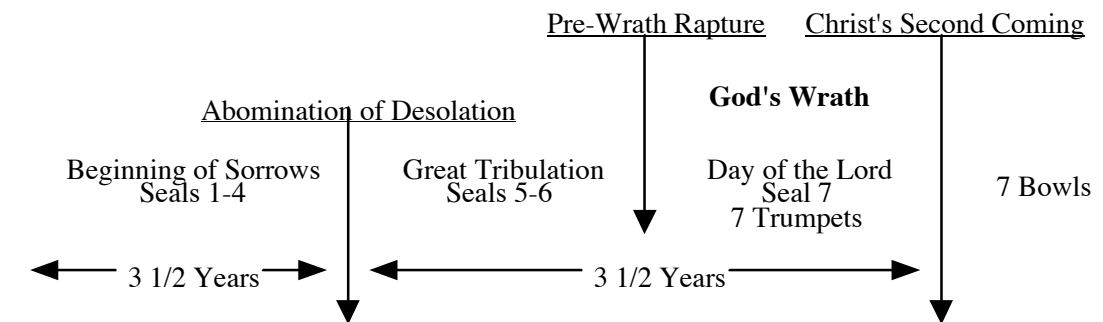 Pre-Wrath Rapture
Christ's Second Coming
God's Wrath
Abomination of Desolation
Beginning of Sorrows
Seals 1-4
Great Tribulation
Seals 5-6
Day of the Lord
Seal 7
7 Trumpets
7 Bowls
3 1/2 Years
3 1/2 Years